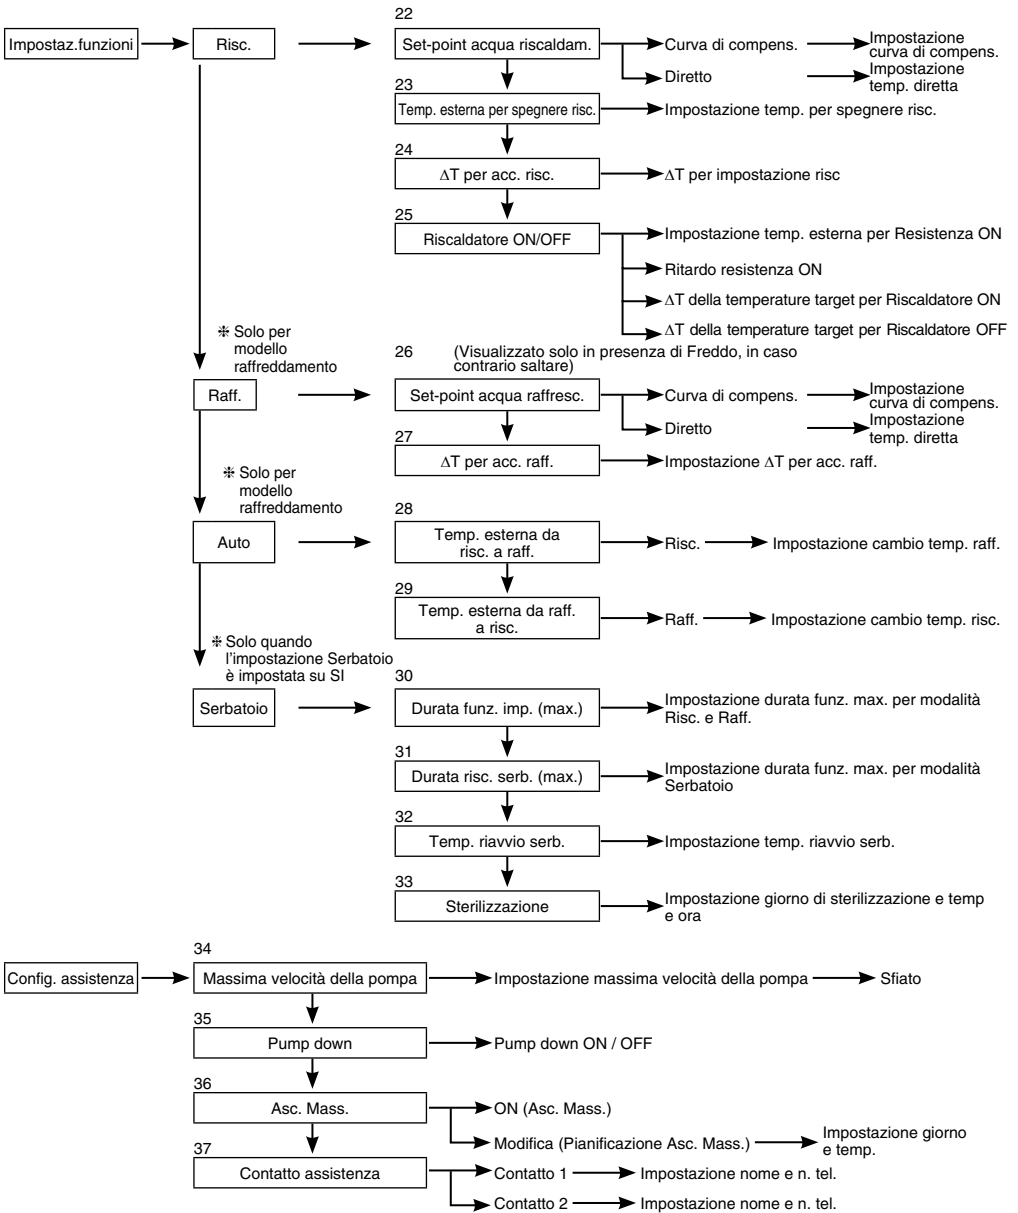 22
Impostaz.funzioni
Risc.
Set-point acqua riscaldam.
Curva di compens.
Impostazione
curva di compens.
Diretto
Impostazione
temp. diretta
23
Temp. esterna per spegnere risc.
Impostazione temp. per spegnere risc.
24
ΔT per acc. risc.
ΔT per impostazione risc
25
Riscaldatore ON/OFF
Impostazione temp. esterna per Resistenza ON
Ritardo resistenza ON
ΔT della temperature target per Riscaldatore ON
ΔT della temperature target per Riscaldatore OFF
❉ Solo per
modello
raffreddamento
26 (Visualizzato solo in presenza di Freddo, in caso
contrario saltare)
Raff.
Set-point acqua raffresc.
Curva di compens.
Impostazione
curva di compens.
Diretto
Impostazione
temp. diretta
27
ΔT per acc. raff.
Impostazione ΔT per acc. raff.
❉ Solo per
modello
raffreddamento
28
Auto
Temp. esterna da
risc. a raff.
Risc.
Impostazione cambio temp. raff.
29
Temp. esterna da raff.
a risc.
Raff.
Impostazione cambio temp. risc.
❉ Solo quando
l'impostazione Serbatoio
è impostata su SI
30
Serbatoio
Durata funz. imp. (max.)
Impostazione durata funz. max. per modalità
Risc. e Raff.
31
Durata risc. serb. (max.)
Impostazione durata funz. max. per modalità
Serbatoio
32
Temp. riavvio serb.
Impostazione temp. riavvio serb.
33
Sterilizzazione
Impostazione giorno di sterilizzazione e temp
e ora
34
Config. assistenza
Massima velocità della pompa
Impostazione massima velocità della pompa
Sfiato
35
Pump down
Pump down ON / OFF
36
Asc. Mass.
ON (Asc. Mass.)
Modifica (Pianificazione Asc. Mass.)
Impostazione giorno
e temp.
37
Contatto assistenza
Contatto 1
Impostazione nome e n. tel.
Contatto 2
Impostazione nome e n. tel.